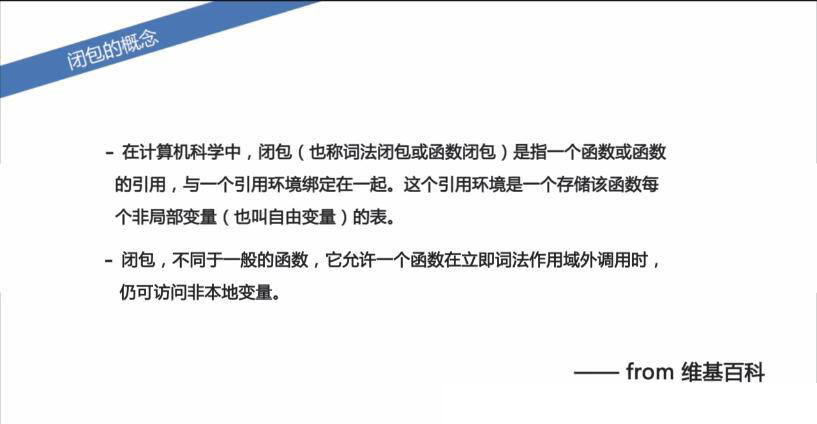 闭包的概念
- 在计算机科学中，闭包（也称词法闭包或函数闭包）是指一个函数或函数
的引用，与一个引用环境绑定在一起。这个引用环境是一个存储该函数每
个非局部变量（也叫自由变量）的表。
- 闭包，不同于一般的函数，它允许一个函数在立即词法作用域外调用时，
仍可访问非本地变量。
—— from 维基百科